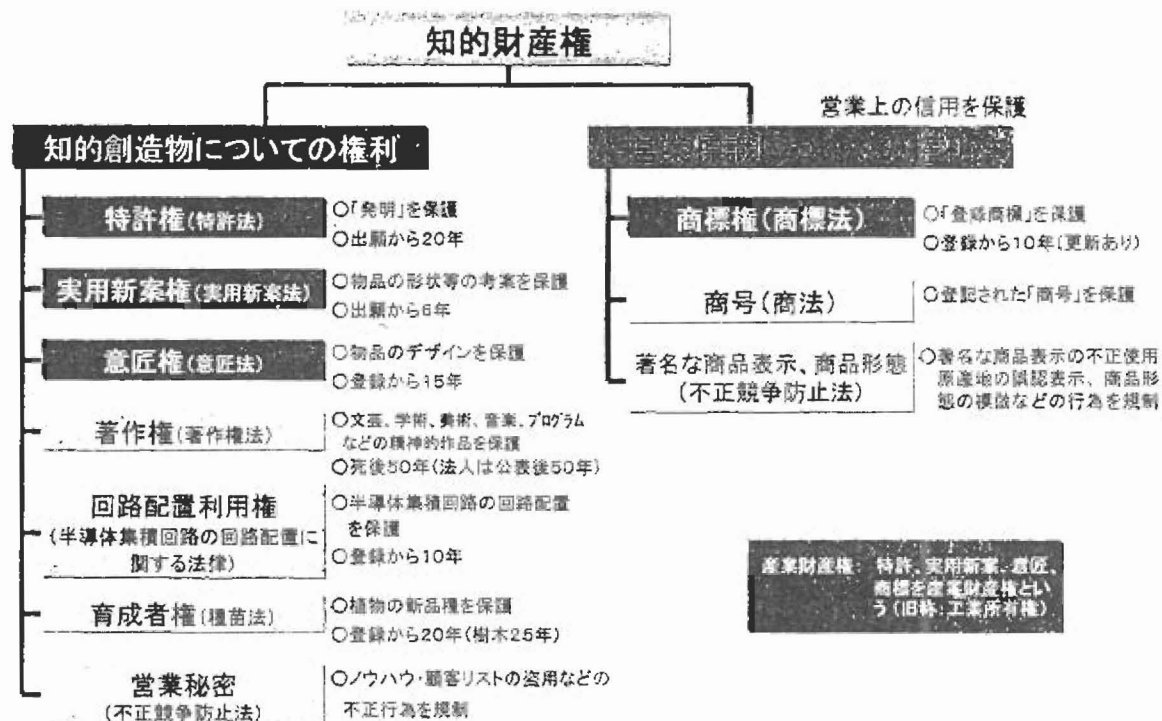 知的財産権
営業上の信用を保護
知的創造物についての権利
特許権(特許法)
○「発明」を保護
○出願から20年
実用新案権(実用新案法)
○物品の形状等の考案を保護
○出願から6年
意匠権(意匠法)
○物品のデザインを保護
○登録から15年
著作権(著作権法)
○文芸、学術、美術、音楽、プログラム
などの精神的作品を保護
○死後50年(法人は公表後50年)
回路配置利用権
(半導体集積回路の回路配置に
関する法律)
○半導体集積回路の回路配置
を保護
○登録から10年
育成者権(種苗法)
○植物の新品種を保護
○登録から20年(樹木25年)
営業秘密
(不正競争防止法)
○ノウハウ・顧客リストの盗用などの
不正行為を規制
商標権(商標法)
○「登録商標」を保護
○登録から10年(更新あり)
商号(商法)
○登記された「商号」を保護
著名な商品表示、商品形態
(不正競争防止法)
○著名な商品表示の不正使用
原産地の誤認表示、商品形
態の模倣などの行為を規制
産業財産権: 特許、実用新案、意匠、
商標を産業財産権とい
う(旧称:工業所有権)